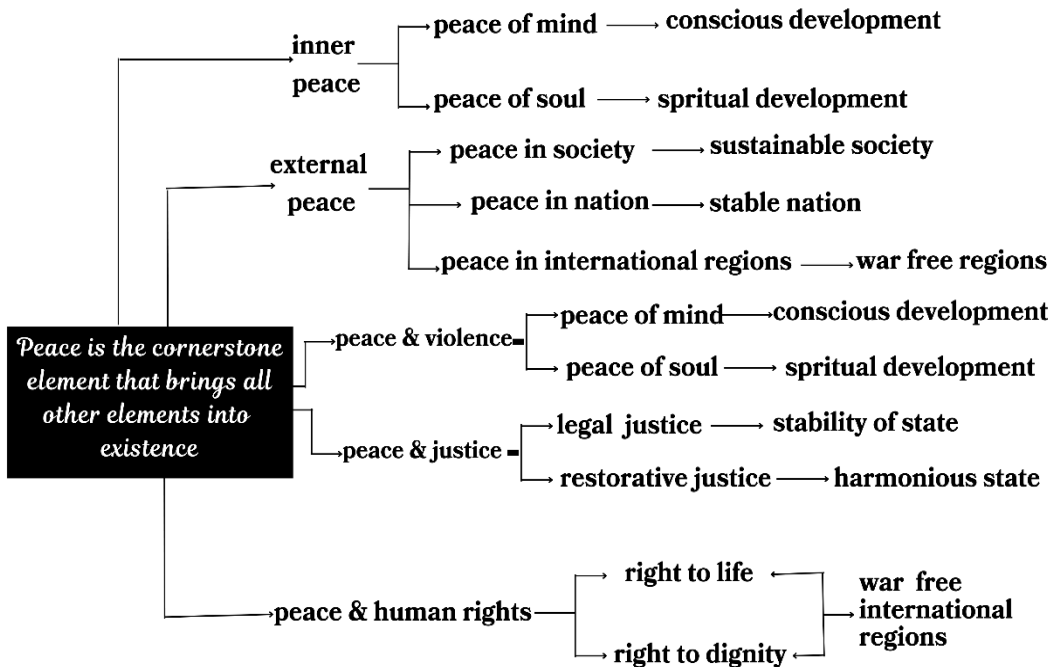 peace of mind conscious development
inner
peace
peace of soul spritual development
peace in society sustainable society
external
peace
peace in nation stable nation
peace in international regions war free regions
Peace is the cornerstone
element that brings all
other elements into
existence
peace & violence
peace of mind conscious development
peace of soul spritual development
peace & justice
legal justice stability of state
restorative justice harmonious state
peace & human rights
right to life
right to dignity
war free
international
regions